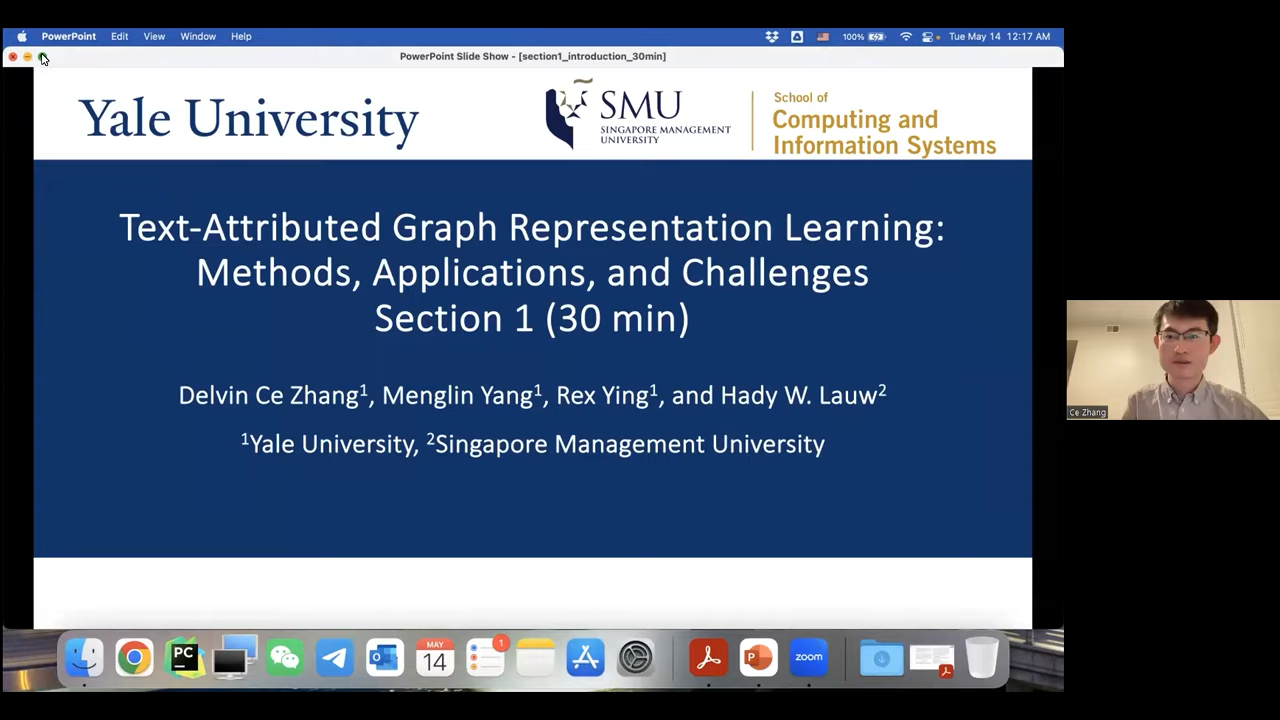 PowerPoint Edit View Window Help 100% Tue May 14 12:17 AM
PowerPoint Slide Show - [section1_introduction_30min]
Yale University
SMU
SINGAPORE MANAGEMENT
UNIVERSITY
School of
Computing and
Information Systems
Text-Attributed Graph Representation Learning:
Methods, Applications, and Challenges
Section 1 (30 min)
Delvin Ce Zhang¹, Menglin Yang¹, Rex Ying¹, and Hady W. Lauw²
¹Yale University, ²Singapore Management University
Ce Zhang
PC
MAY
14
1
P
zoom